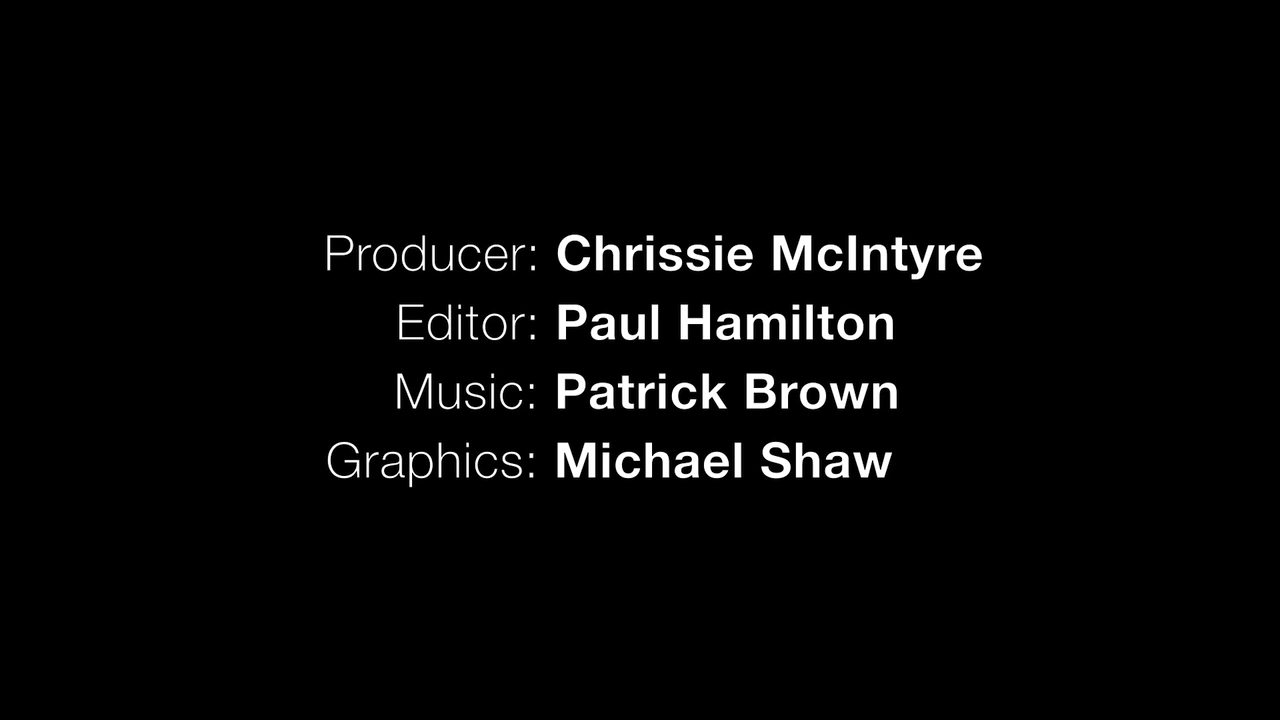 Producer: Chrissie McIntyre
Editor: Paul Hamilton
Music: Patrick Brown
Graphics: Michael Shaw